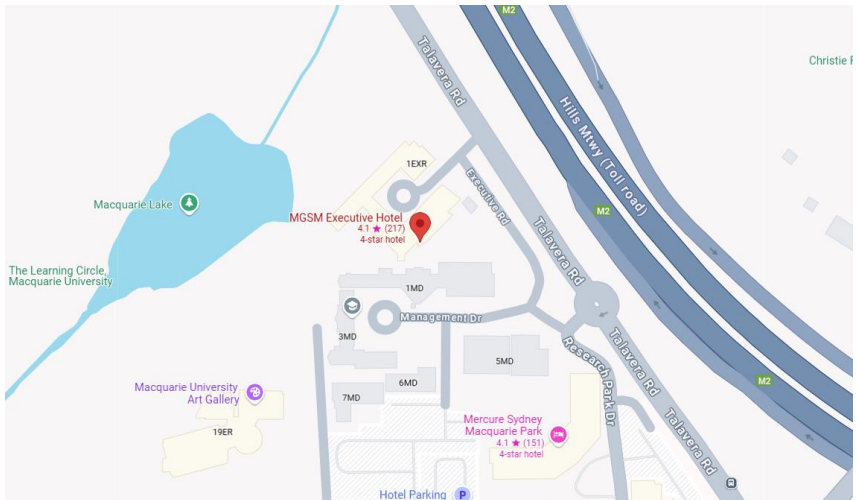 M2
Talavera Rd
Christie
Hills Mtwy (Toll road)
1EXR
Executive Rd
Macquarie Lake
MGSM Executive Hotel
4.1 ★ (217)
4-star hotel
M2
Talavera Rd
The Learning Circle,
Macquarie University
1MD
Management Dr
3MD
Talavera Rd
Research Park Dr
5MD
M2
6MD
Macquarie University
Art Gallery
7MD
Talavera Rd
Mercure Sydney
Macquarie Park
4.1 ★ (151)
4-star hotel
19ER
Hotel Parking
P